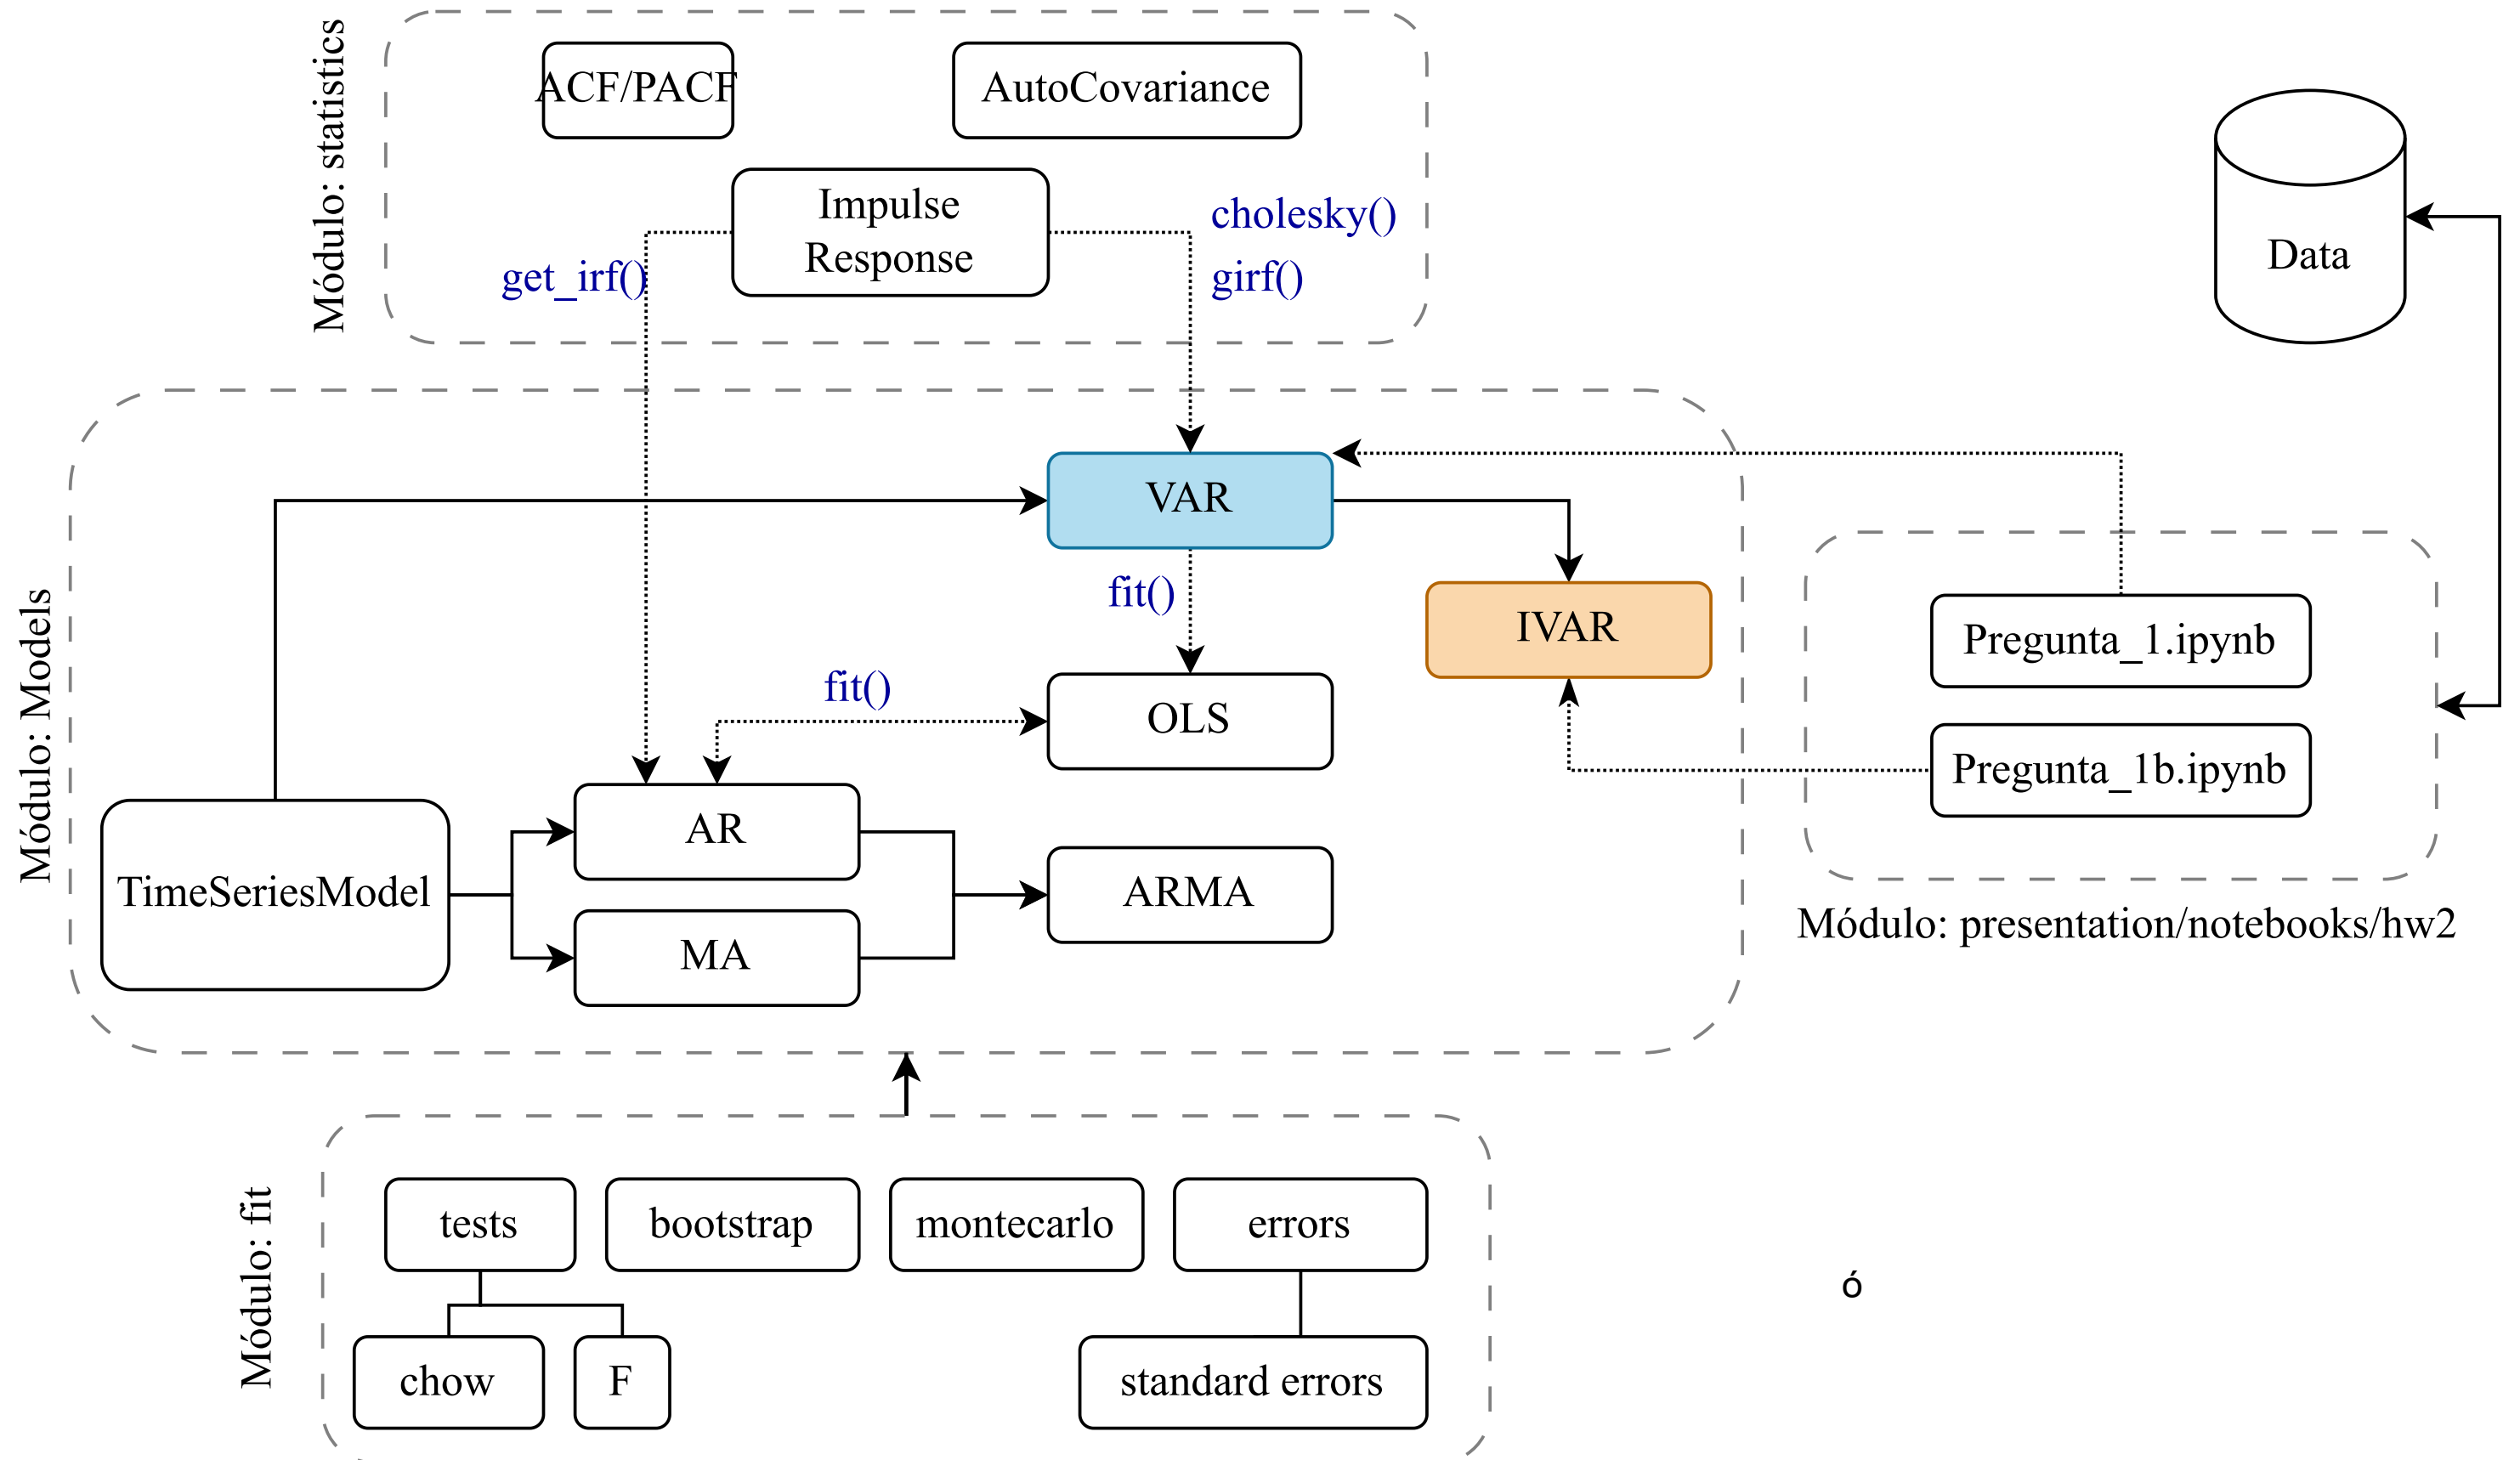 Módulo: statistics
ACF/PACF
AutoCovariance
Impulse
Response
get_irf()
cholesky()
girf()
Data
Módulo: Models
VAR
fit()
IVAR
fit()
OLS
TimeSeriesModel
AR
MA
ARMA
Pregunta_1.ipynb
Pregunta_1b.ipynb
Módulo: presentation/notebooks/hw2
Módulo: fit
tests
bootstrap
montecarlo
errors
chow
F
standard errors
ó